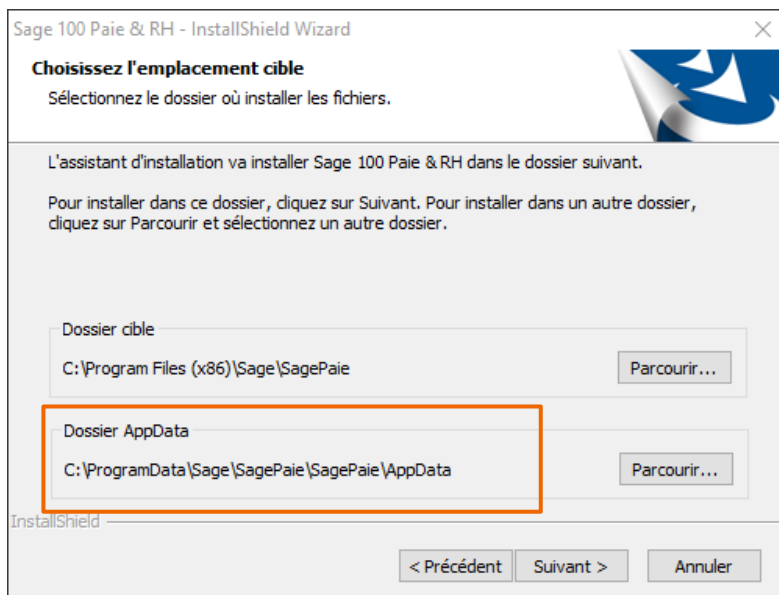 Sage 100 Paie & RH - InstallShield Wizard
Choisissez l'emplacement cible
Sélectionnez le dossier où installer les fichiers.
L'assistant d'installation va installer Sage 100 Paie & RH dans le dossier suivant.
Pour installer dans ce dossier, cliquez sur Suivant. Pour installer dans un autre dossier,
cliquez sur Parcourir et sélectionnez un autre dossier.
Dossier cible
C:\Program Files (x86)\Sage\SagePaie
Parcourir...
Dossier AppData
C:\ProgramData\Sage\SagePaie\SagePaie\AppData
Parcourir...
InstallShield
< Précédent
Suivant >
Annuler